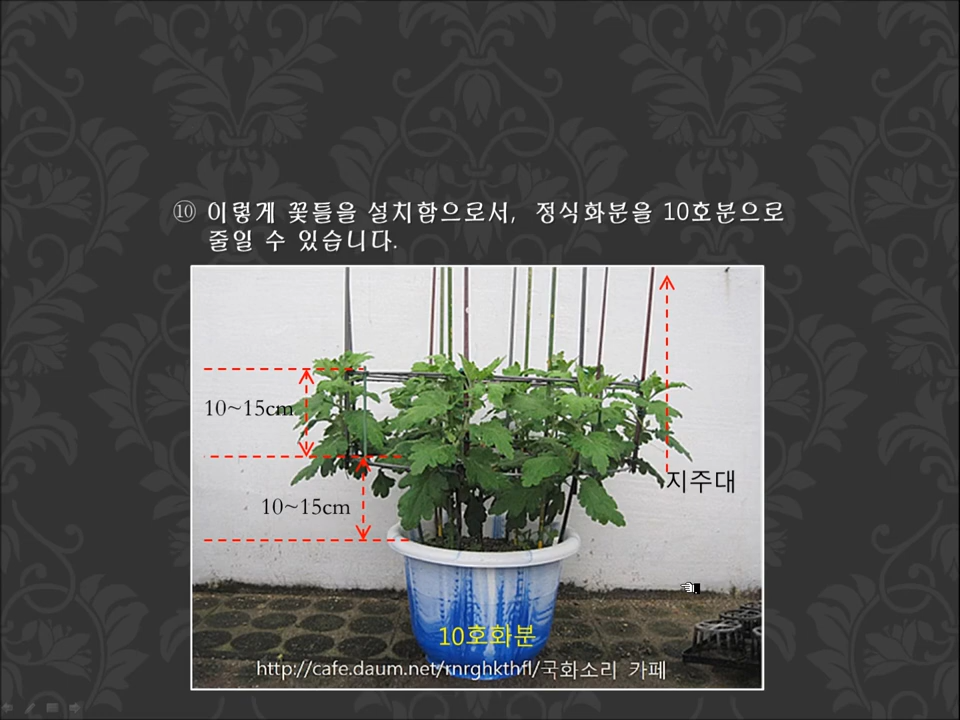 ⑩ 이렇게 꽃틀을 설치함으로서, 정식화분을 10호분으로
줄일 수 있습니다.
10~15cm
지주대
10~15cm
10호화분
http://cafe.daum.net/rnrghkthfl/국화소리 카페